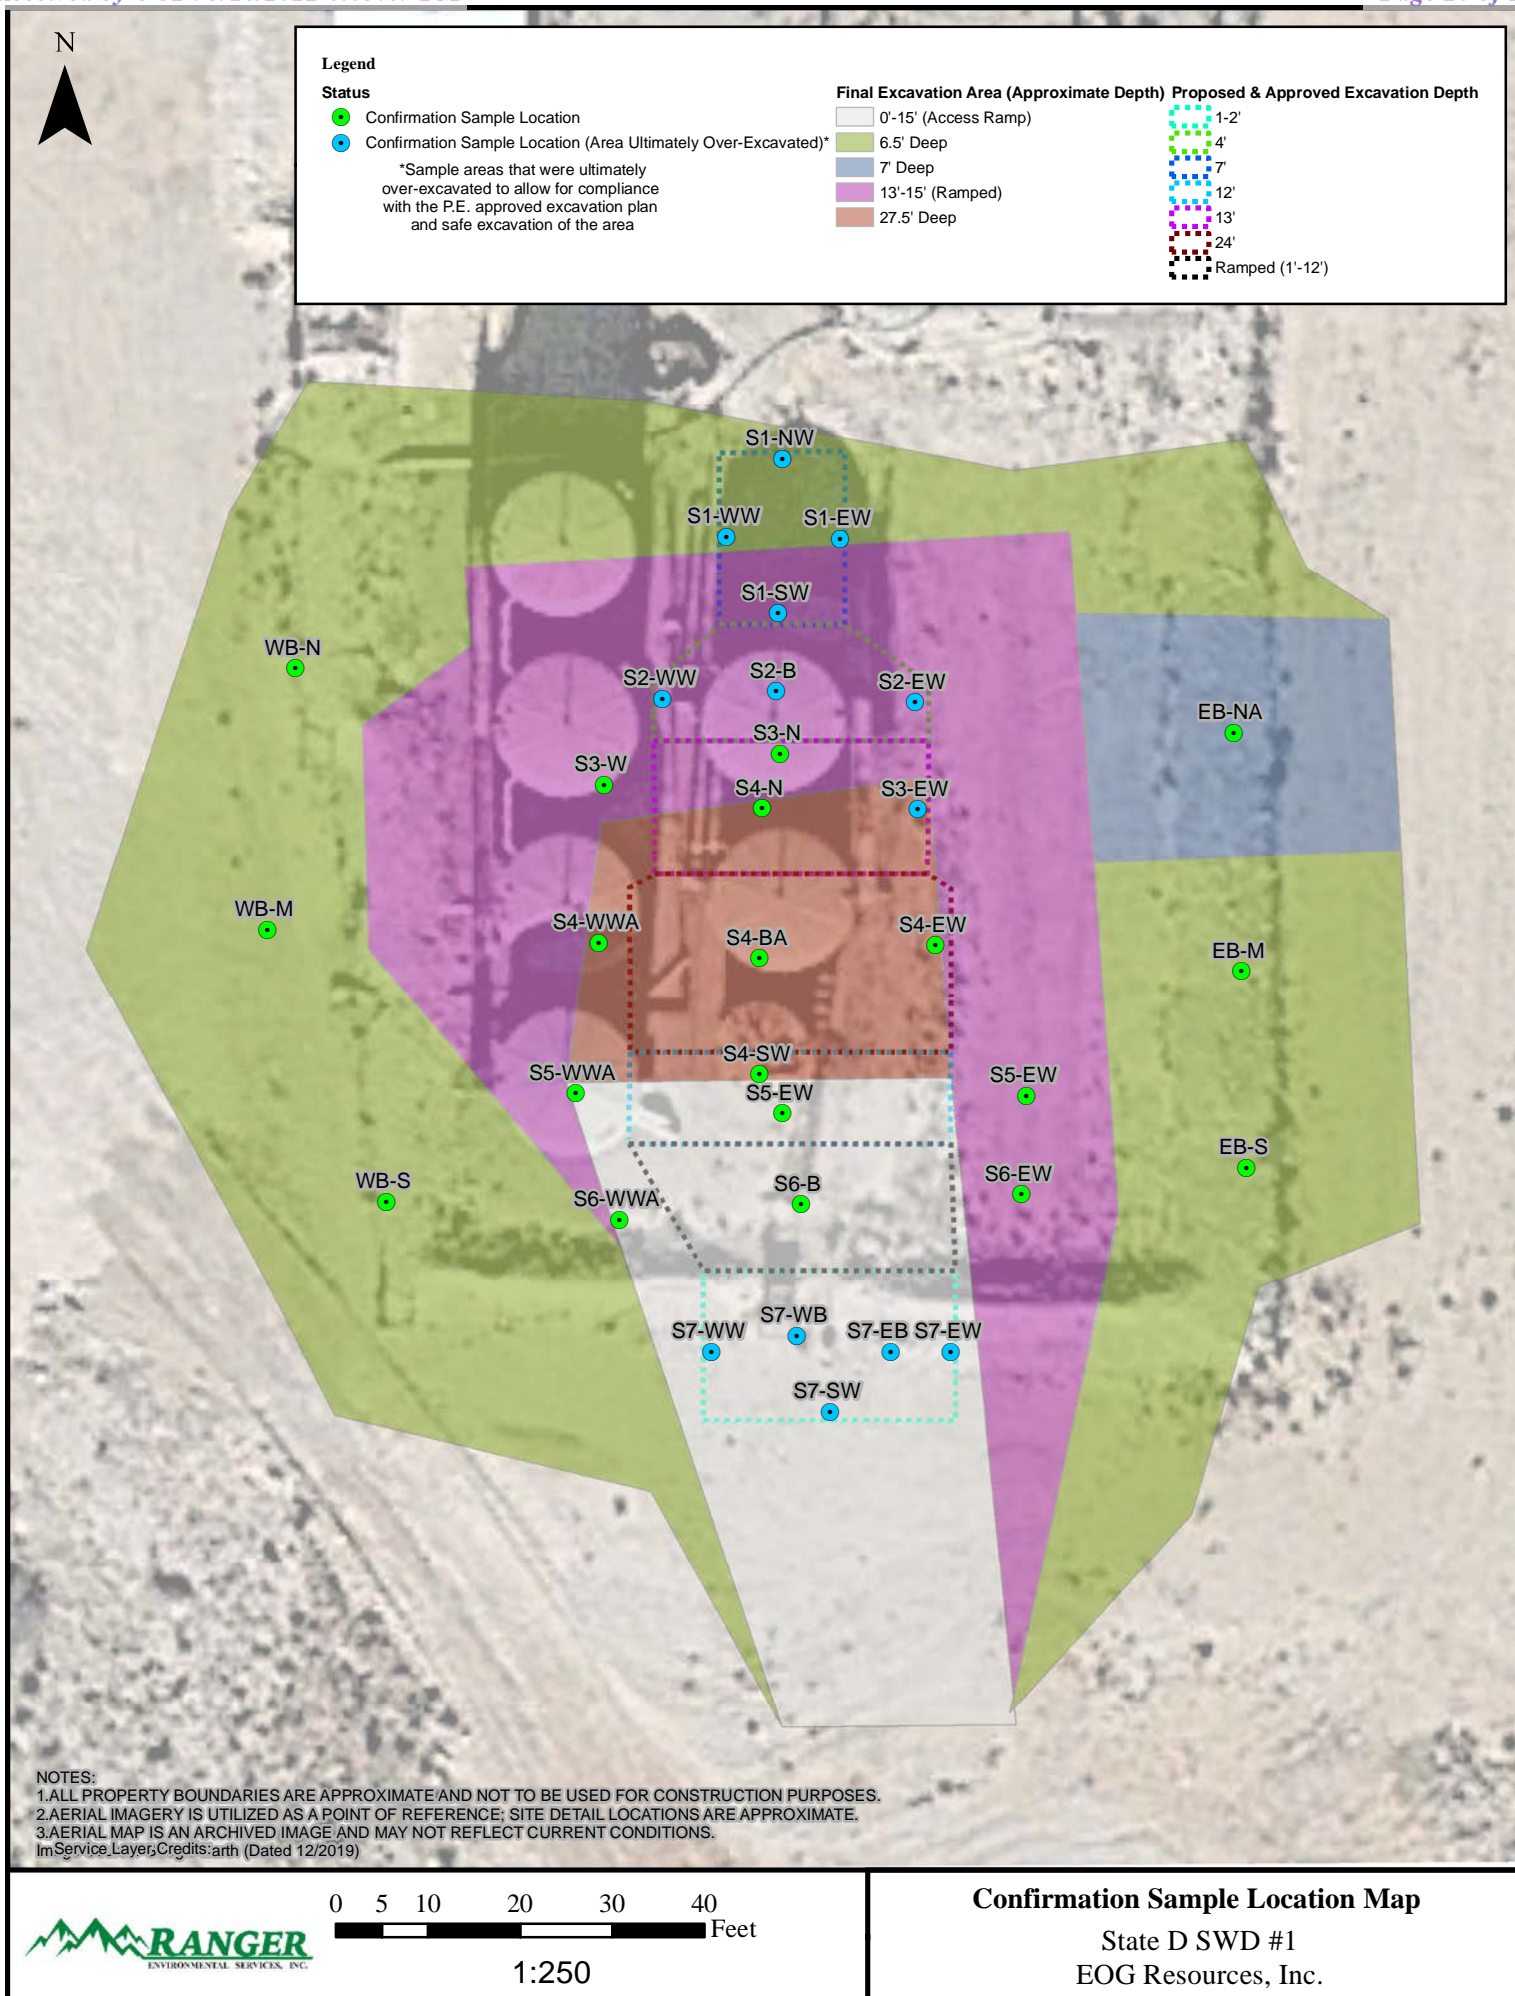 N
Legend
Status
Confirmation Sample Location
Confirmation Sample Location (Area Ultimately Over-Excavated)*
*Sample areas that were ultimately
over-excavated to allow for compliance
with the P.E. approved excavation plan
and safe excavation of the area
Final Excavation Area (Approximate Depth)
0'-15' (Access Ramp)
6.5' Deep
7' Deep
13'-15' (Ramped)
27.5' Deep
Proposed & Approved Excavation Depth
1-2'
4'
7'
12'
13'
24'
Ramped (1'-12')
S1-NW
S1-WW
S1-EW
S1-SW
WB-N
S2-WW
S2-B
S2-EW
EB-NA
S3-N
S3-W
S4-N
S3-EW
WB-M
S4-WWA
S4-BA
S4-EW
EB-M
S4-SW
S5-WWA
S5-EW
S5-EW
WB-S
S6-WWA
S6-B
S6-EW
EB-S
S7-WW
S7-WB
S7-EB
S7-EW
S7-SW
NOTES:
1.ALL PROPERTY BOUNDARIES ARE APPROXIMATE AND NOT TO BE USED FOR CONSTRUCTION PURPOSES.
2.AERIAL IMAGERY IS UTILIZED AS A POINT OF REFERENCE; SITE DETAIL LOCATIONS ARE APPROXIMATE.
3.AERIAL MAP IS AN ARCHIVED IMAGE AND MAY NOT REFLECT CURRENT CONDITIONS.
Service Layer Credits: arth (Dated 12/2019)
RANGER
ENVIRONMENTAL SERVICES, INC.
0 5 10 20 30 40
Feet
1:250
Confirmation Sample Location Map
State D SWD #1
EOG Resources, Inc.